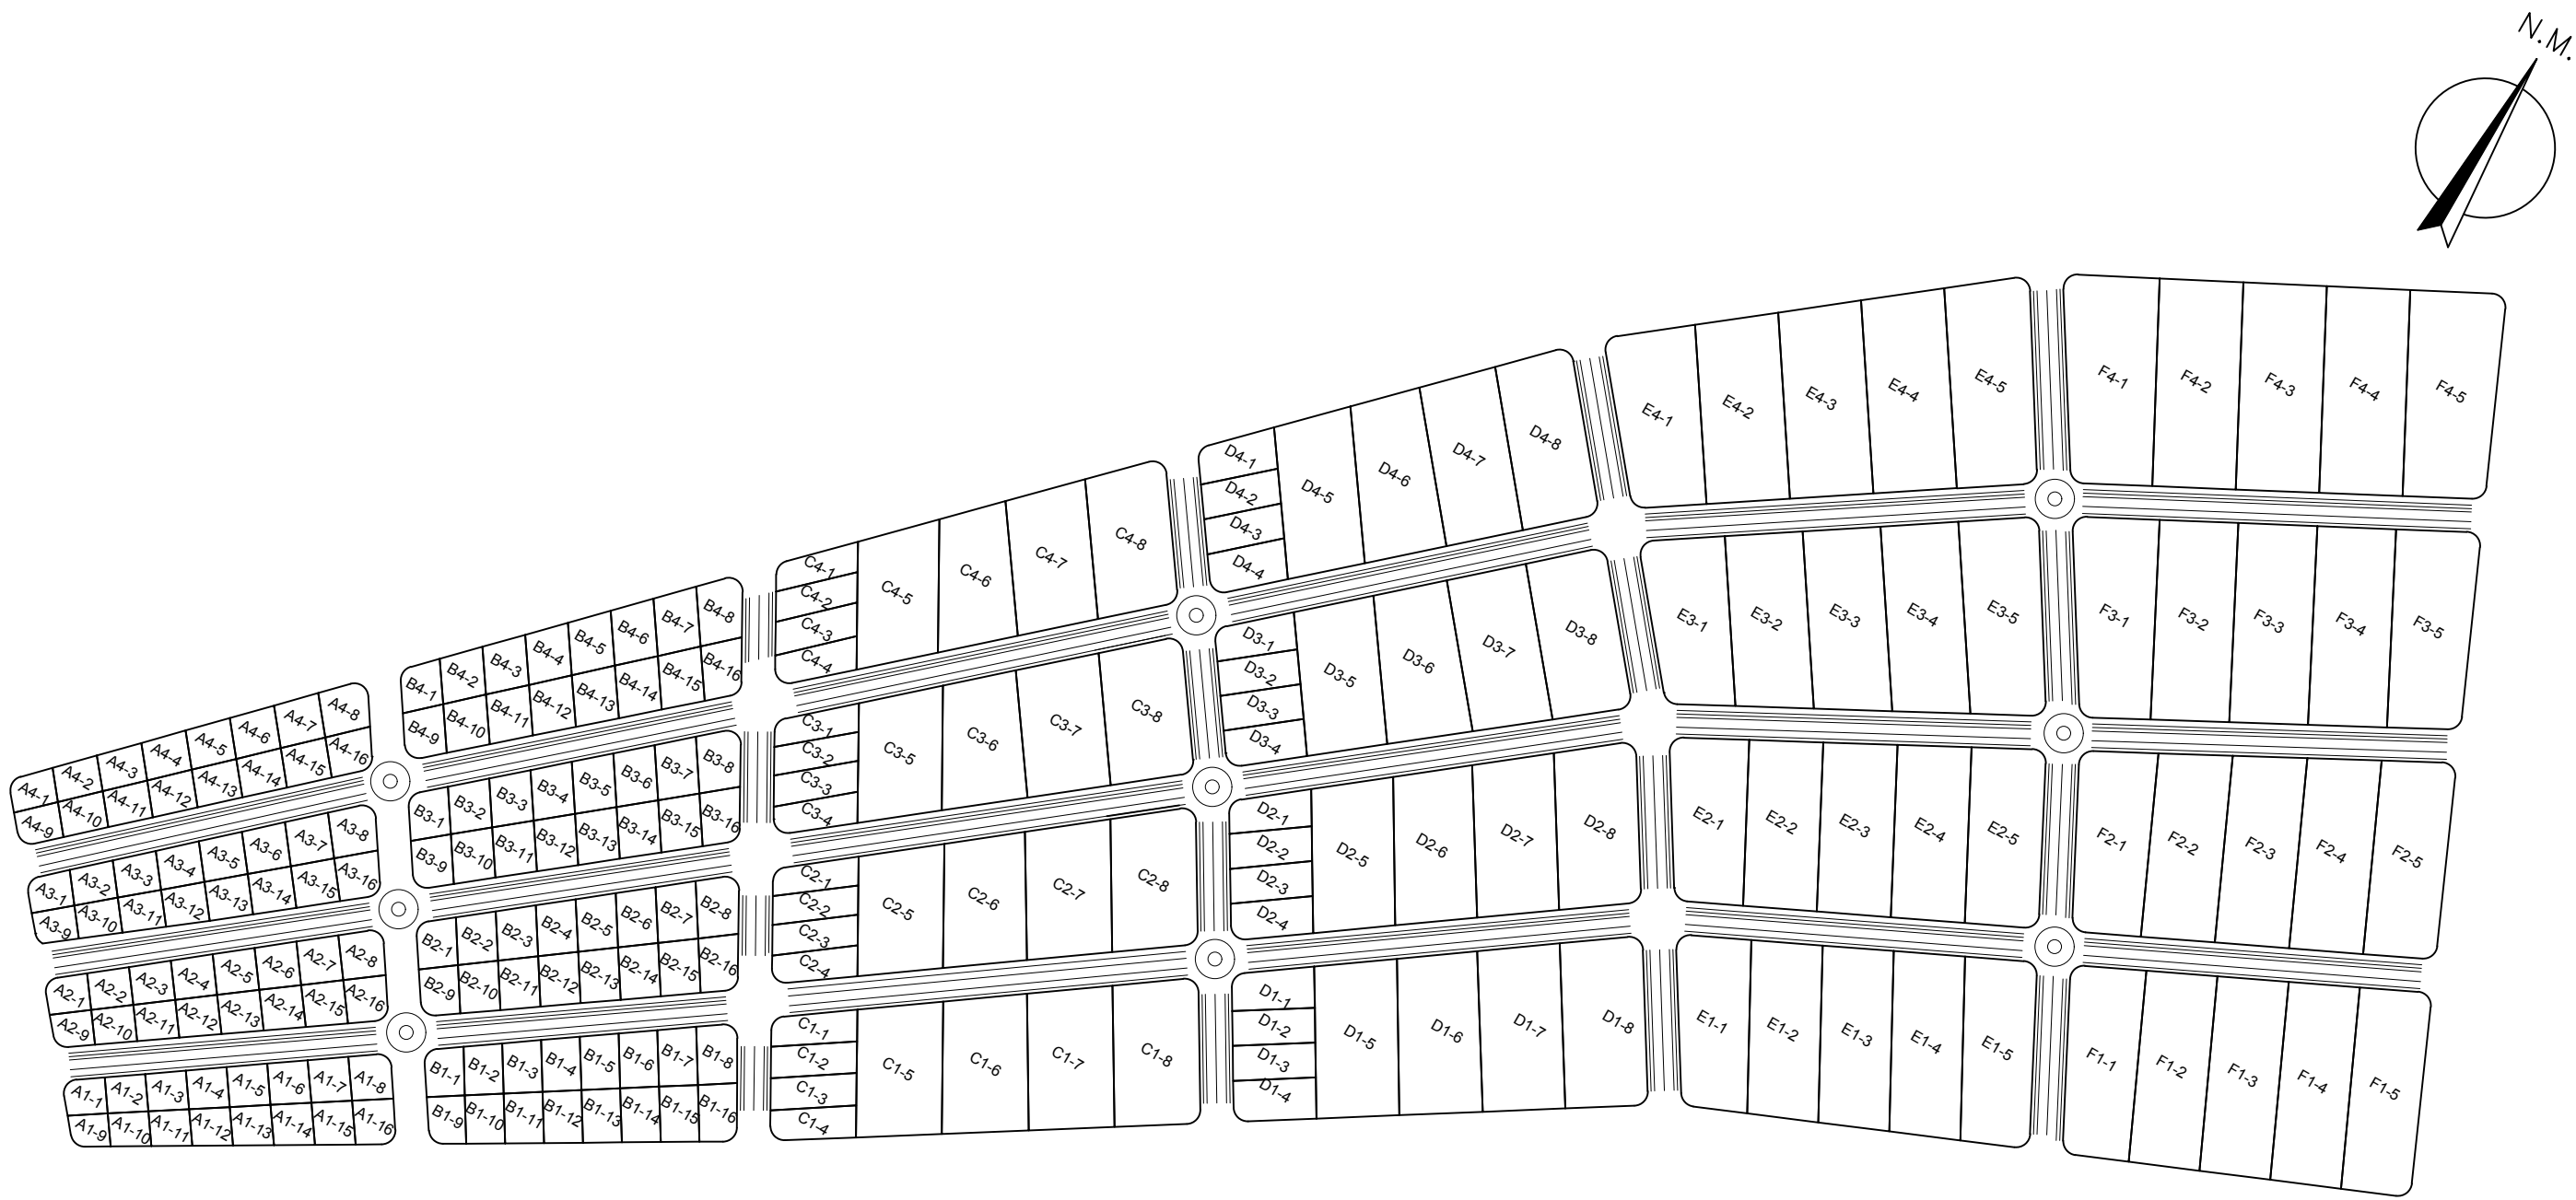 N.M.
A4-1 A4-2 A4-3 A4-4 A4-5 A4-6 A4-7 A4-8
A4-9 A4-10 A4-11 A4-12 A4-13 A4-14 A4-15 A4-16
A3-1 A3-2 A3-3 A3-4 A3-5 A3-6 A3-7 A3-8
A3-9 A3-10 A3-11 A3-12 A3-13 A3-14 A3-15 A3-16
A2-1 A2-2 A2-3 A2-4 A2-5 A2-6 A2-7 A2-8
A2-9 A2-10 A2-11 A2-12 A2-13 A2-14 A2-15 A2-16
A1-1 A1-2 A1-3 A1-4 A1-5 A1-6 A1-7 A1-8
A1-9 A1-10 A1-11 A1-12 A1-13 A1-14 A1-15 A1-16
B4-1 B4-2 B4-3 B4-4 B4-5 B4-6 B4-7 B4-8
B4-9 B4-10 B4-11 B4-12 B4-13 B4-14 B4-15 B4-16
B3-1 B3-2 B3-3 B3-4 B3-5 B3-6 B3-7 B3-8
B3-9 B3-10 B3-11 B3-12 B3-13 B3-14 B3-15 B3-16
B2-1 B2-2 B2-3 B2-4 B2-5 B2-6 B2-7 B2-8
B2-9 B2-10 B2-11 B2-12 B2-13 B2-14 B2-15 B2-16
B1-1 B1-2 B1-3 B1-4 B1-5 B1-6 B1-7 B1-8
B1-9 B1-10 B1-11 B1-12 B1-13 B1-14 B1-15 B1-16
C4-1
C4-2
C4-3
C4-4
C4-5 C4-6 C4-7 C4-8
C3-1
C3-2
C3-3
C3-4
C3-5 C3-6 C3-7 C3-8
C2-1
C2-2
C2-3
C2-4
C2-5 C2-6 C2-7 C2-8
C1-1
C1-2
C1-3
C1-4
C1-5 C1-6 C1-7 C1-8
D4-1
D4-2
D4-3
D4-4
D4-5 D4-6 D4-7 D4-8
D3-1
D3-2
D3-3
D3-4
D3-5 D3-6 D3-7 D3-8
D2-1
D2-2
D2-3
D2-4
D2-5 D2-6 D2-7 D2-8
D1-1
D1-2
D1-3
D1-4
D1-5 D1-6 D1-7 D1-8
E4-1 E4-2 E4-3 E4-4 E4-5
E3-1 E3-2 E3-3 E3-4 E3-5
E2-1 E2-2 E2-3 E2-4 E2-5
E1-1 E1-2 E1-3 E1-4 E1-5
F4-1 F4-2 F4-3 F4-4 F4-5
F3-1 F3-2 F3-3 F3-4 F3-5
F2-1 F2-2 F2-3 F2-4 F2-5
F1-1 F1-2 F1-3 F1-4 F1-5